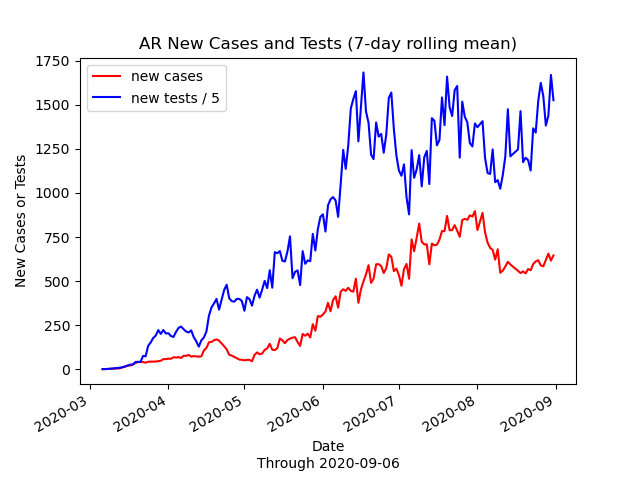 AR New Cases and Tests (7-day rolling mean)
new cases
new tests / 5
New Cases or Tests
1750
1500
1250
1000
750
500
250
0
2020-03
2020-04
2020-05
2020-06
2020-07
2020-08
2020-09
Date
Through 2020-09-06